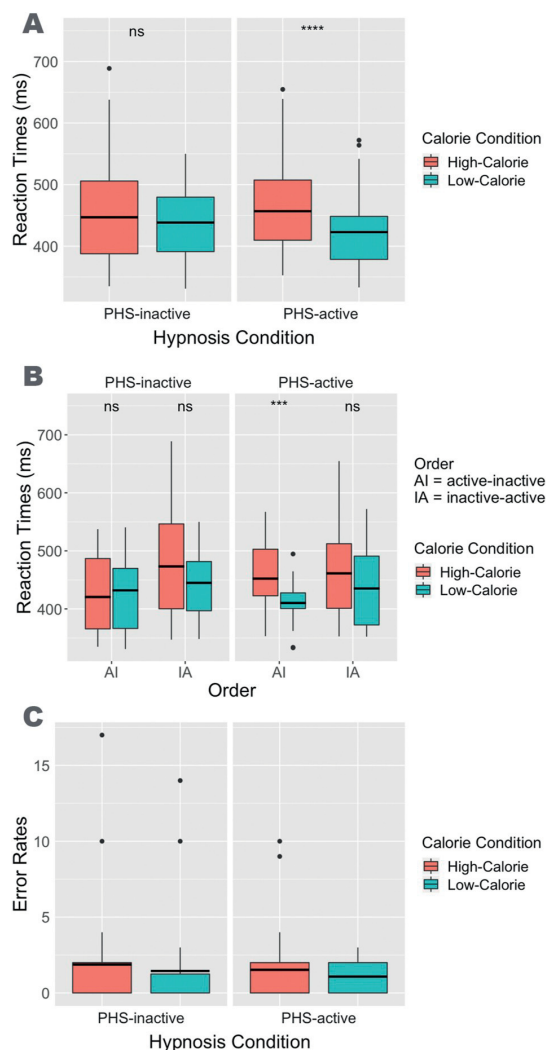 A
ns
****
700
600
500
400
Reaction Times (ms)
PHS-inactive
PHS-active
Hypnosis Condition
Calorie Condition
High-Calorie
Low-Calorie
B
PHS-inactive
PHS-active
ns
ns
***
ns
700
600
500
400
Reaction Times (ms)
AI
IA
AI
IA
Order
Order
AI = active-inactive
IA = inactive-active
Calorie Condition
High-Calorie
Low-Calorie
C
15
10
5
0
Error Rates
PHS-inactive
PHS-active
Hypnosis Condition
Calorie Condition
High-Calorie
Low-Calorie